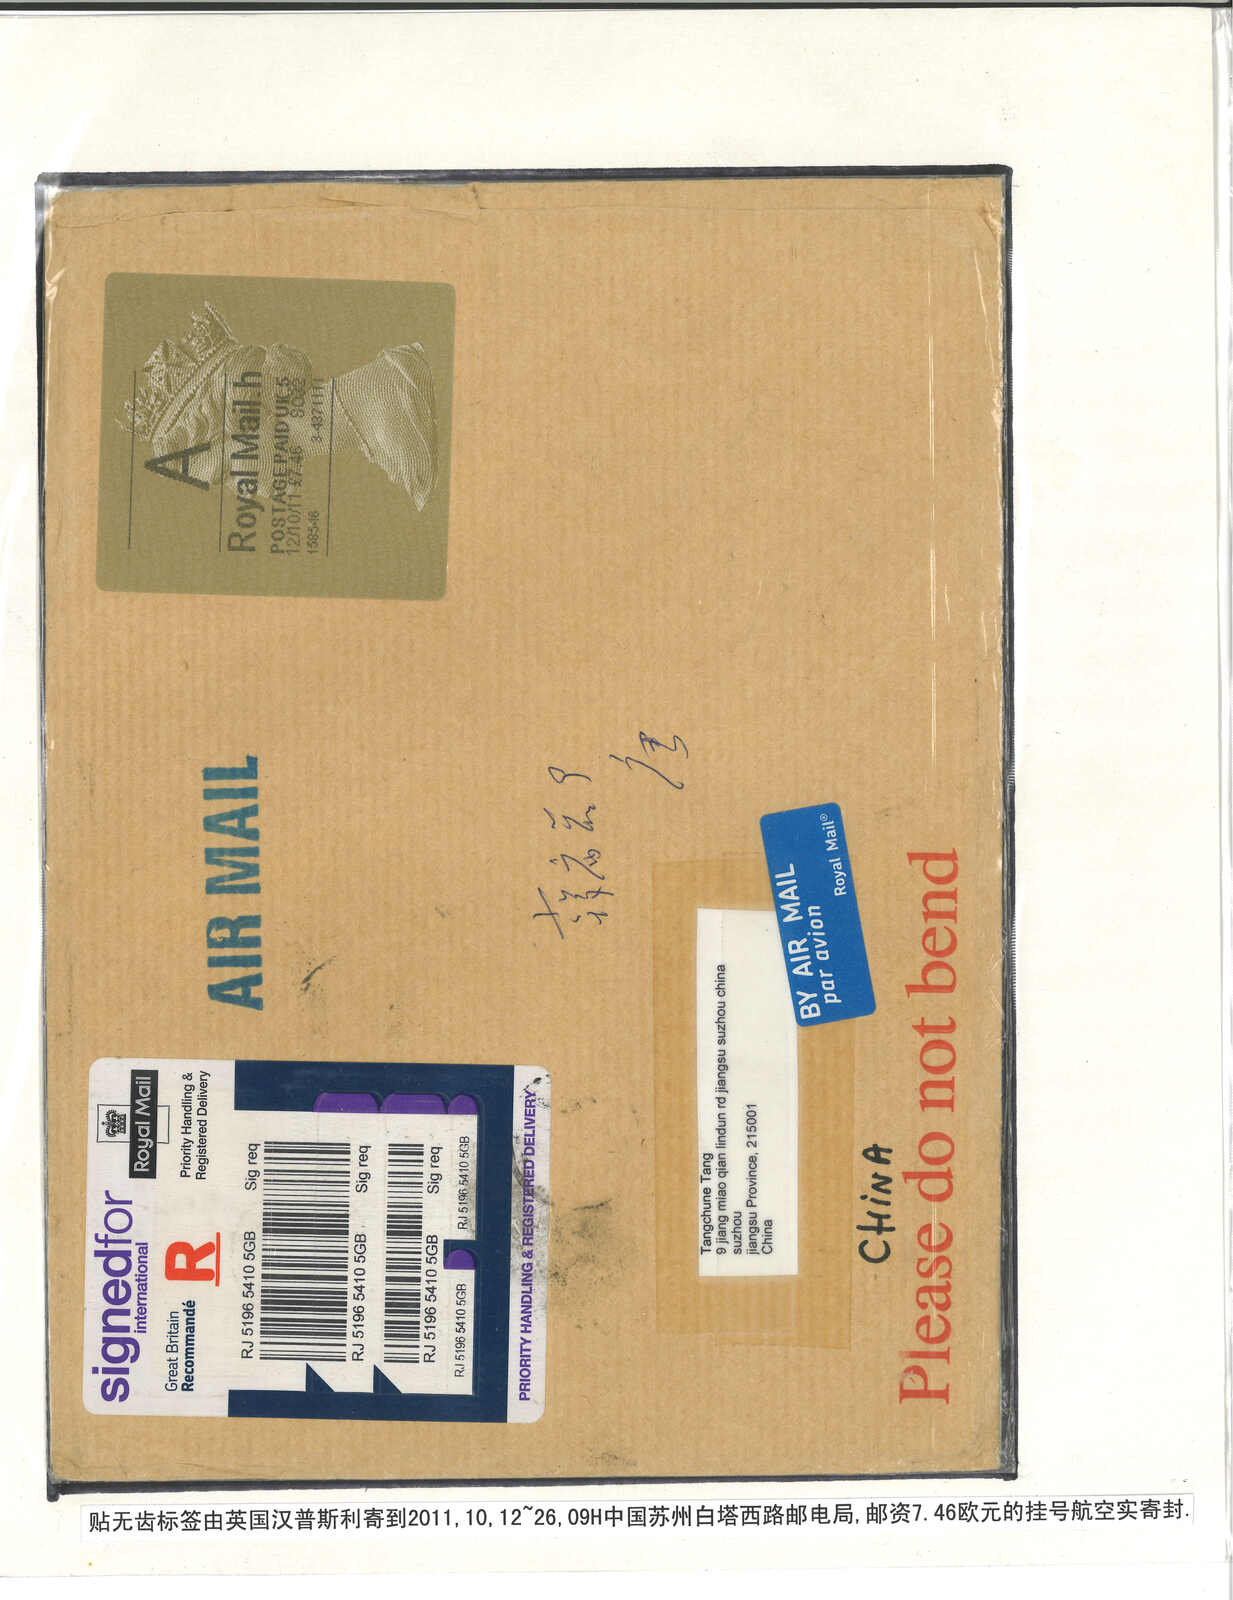 A
Royal Mail h
POSTAGE PAID UK 5
12/10/11 £7.46 SO32
158546 3-4871111
AIR MAIL
signedfor
international
Royal Mail
Great Britain
Recommandé
R
Priority Handling &
Registered Delivery
RJ 5196 5410 5GB Sig req
RJ 5196 5410 5GB Sig req
RJ 5196 5410 5GB Sig req
RJ 5196 5410 5GB RJ 5196 5410 5GB
PRIORITY HANDLING & REGISTERED DELIVERY
Tangchune Tang
9 jiang miao qian lindun rd jiangsu suzhou china
suzhou
jiangsu Province, 215001
China
BY AIR MAIL
par avion
Royal Mail®
CHINA
Please do not bend
贴无齿标签由英国汉普斯利寄到2011,10,12~26,09H中国苏州白塔西路邮电局,邮资7.46欧元的挂号航空实寄封.